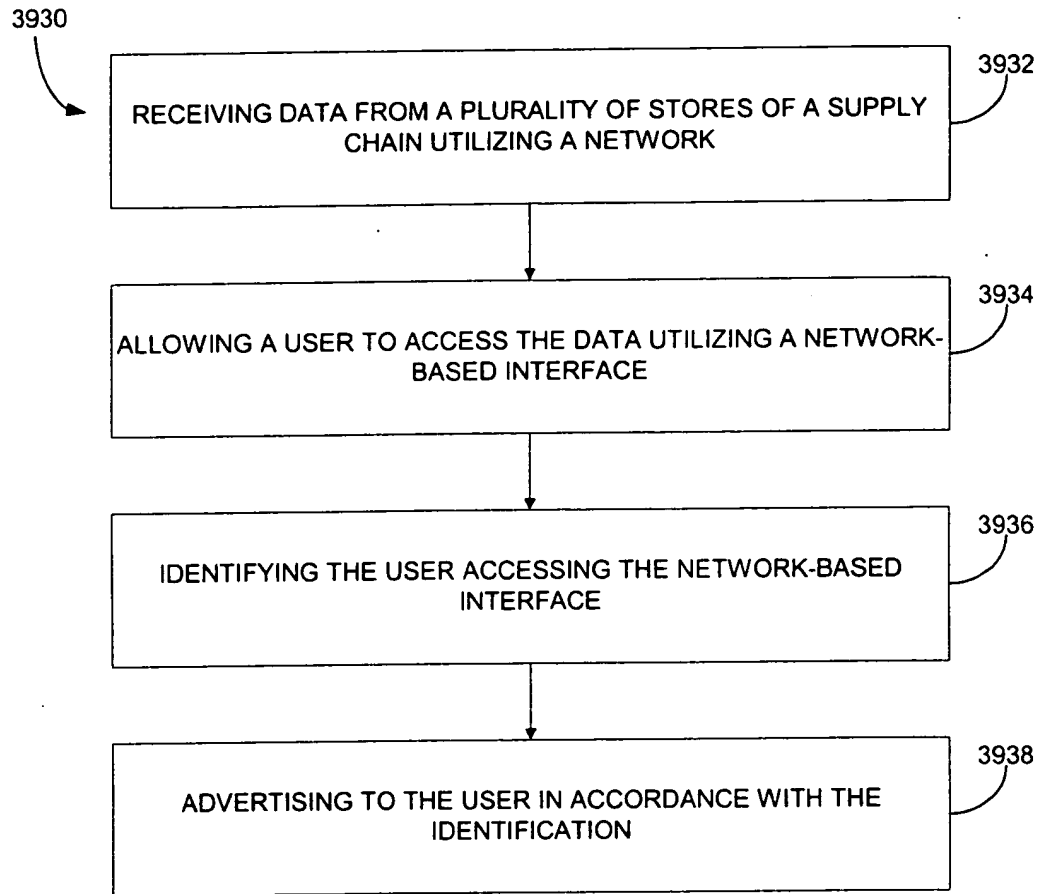 3930
3932
RECEIVING DATA FROM A PLURALITY OF STORES OF A SUPPLY
CHAIN UTILIZING A NETWORK
3934
ALLOWING A USER TO ACCESS THE DATA UTILIZING A NETWORK-
BASED INTERFACE
3936
IDENTIFYING THE USER ACCESSING THE NETWORK-BASED
INTERFACE
3938
ADVERTISING TO THE USER IN ACCORDANCE WITH THE
IDENTIFICATION